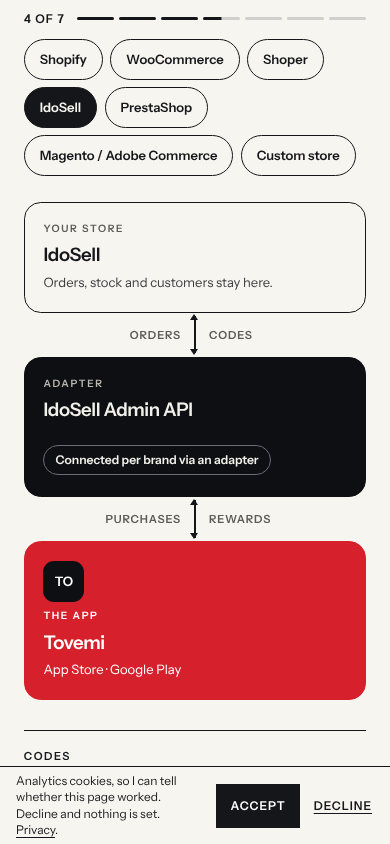 4 OF 7
Shopify
WooCommerce
Shoper
IdoSell
PrestaShop
Magento / Adobe Commerce
Custom store
YOUR STORE
IdoSell
Orders, stock and customers stay here.
ORDERS
CODES
ADAPTER
IdoSell Admin API
Connected per brand via an adapter
PURCHASES
REWARDS
TO
THE APP
Tovemi
App Store · Google Play
CODES
Analytics cookies, so I can tell
whether this page worked.
Decline and nothing is set.
Privacy.
ACCEPT
DECLINE